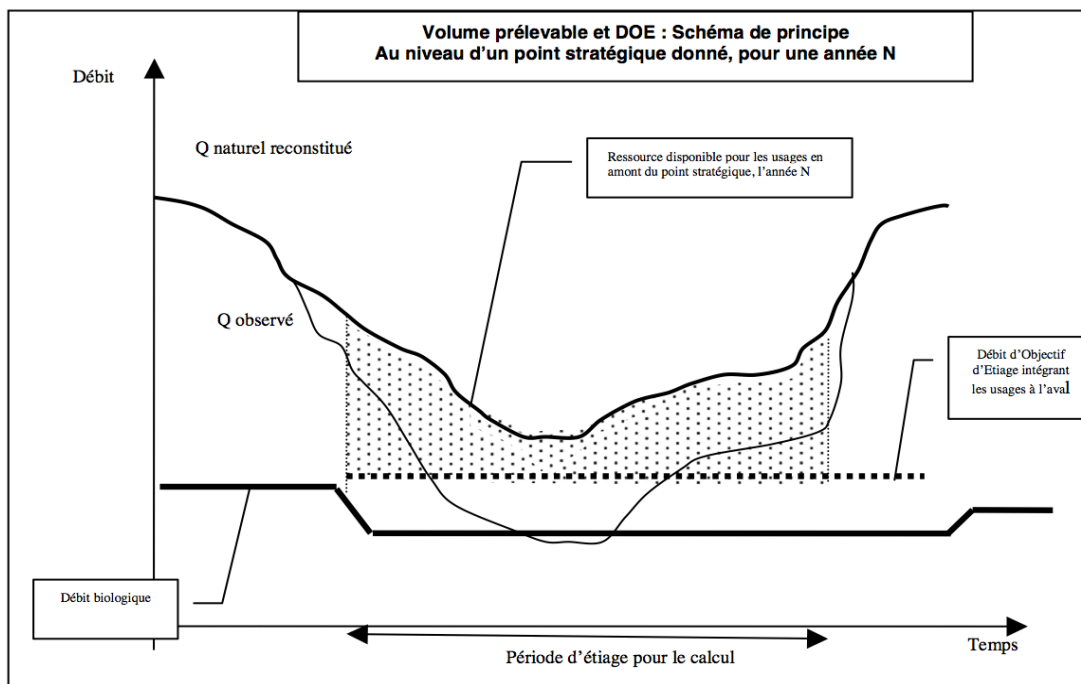 Volume prélevable et DOE : Schéma de principe
Au niveau d'un point stratégique donné, pour une année N
Débit
Q naturel reconstitué
Ressource disponible pour les usages en
amont du point stratégique, l'année N
Q observé
Débit d'Objectif
d'Etiage intégrant
les usages à l'aval
Débit biologique
Période d'étiage pour le calcul
Temps